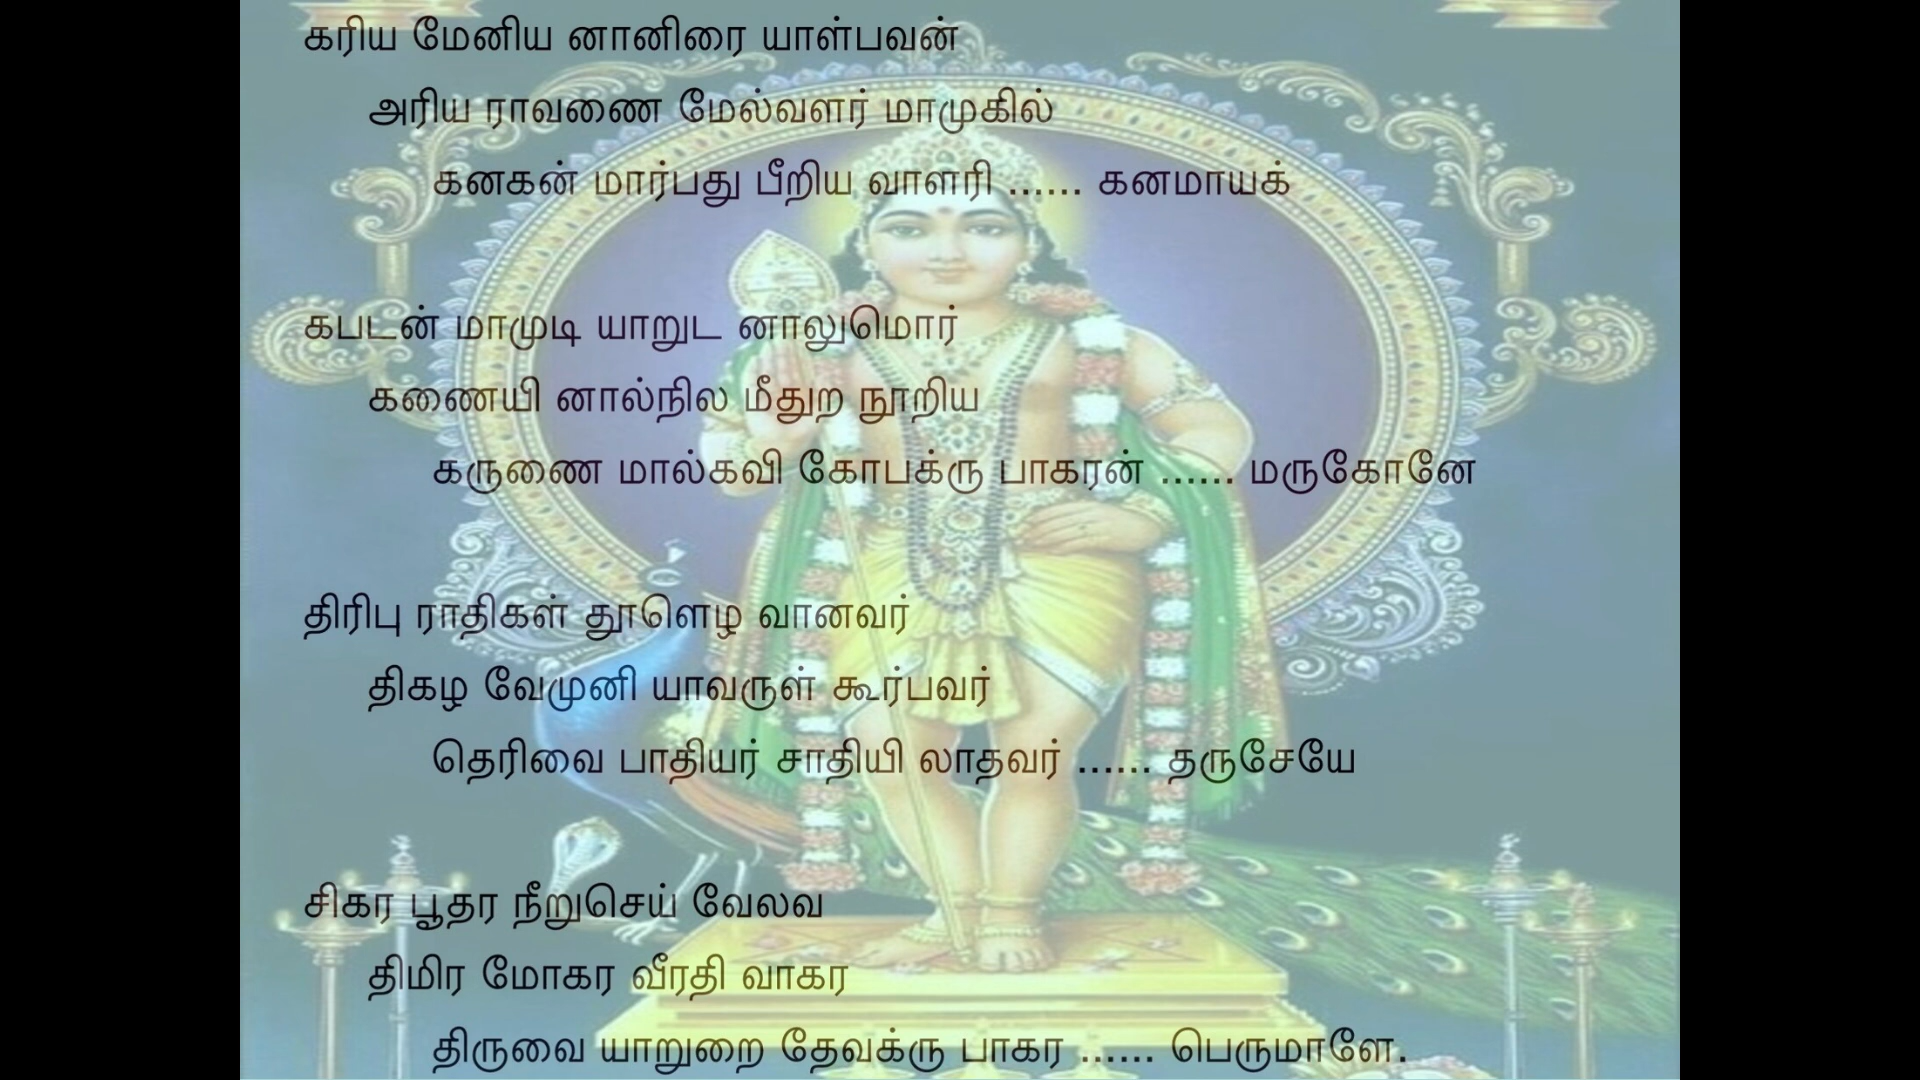 கரிய மேனிய னானிரை யாள்பவன்
அரிய ராவணை மேல்வளர் மாமுகில்
கனகன் மார்பது பீறிய வாளரி ...... கனமாயக்
கபடன் மாமுடி யாறுட னாலுமொர்
கணையி னால்நில மீதுற நூறிய
கருணை மால்கவி கோபக்ரு பாகரன் ...... மருகோனே
திரிபு ராதிகள் தூளெழ வானவர்
திகழ வேமுனி யாவருள் கூர்பவர்
தெரிவை பாதியர் சாதியி லாதவர் ...... தருசேயே
சிகர பூதர நீறுசெய் வேலவ
திமிர மோகர வீரதி வாகர
திருவை யாறுறை தேவக்ரு பாகர ...... பெருமாளே.